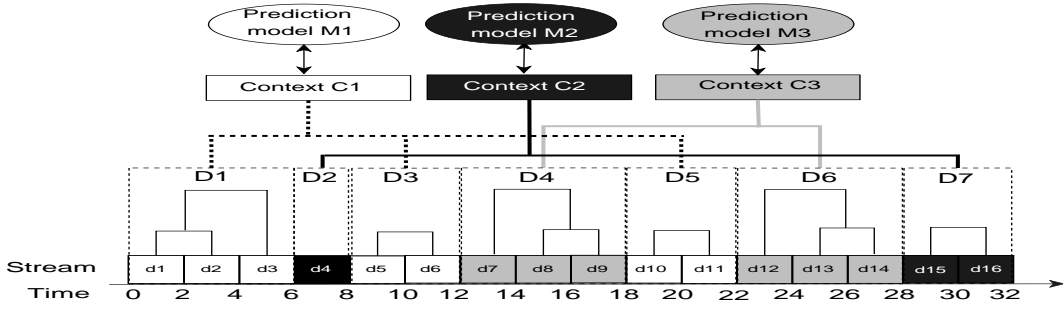 Prediction
model M1
Prediction
model M2
Prediction
model M3
Context C1
Context C2
Context C3
D1 D2 D3 D4 D5 D6 D7
Stream d1 d2 d3 d4 d5 d6 d7 d8 d9 d10 d11 d12 d13 d14 d15 d16
Time 0 2 4 6 8 10 12 14 16 18 20 22 24 26 28 30 32